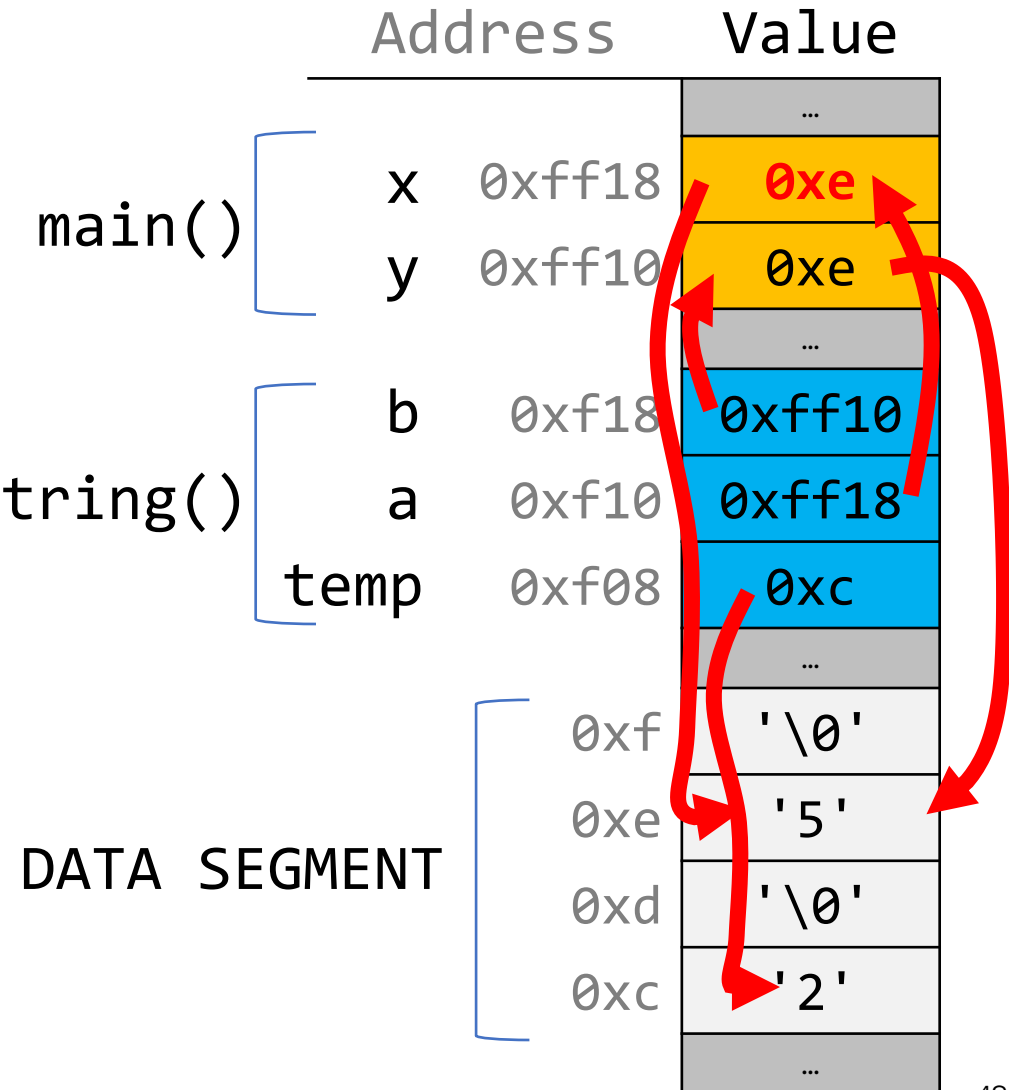 Address Value
…
x 0xff18 0xe
main()
y 0xff10 0xe
…
b 0xf18 0xff10
tring() a 0xf10 0xff18
temp 0xf08 0xc
…
0xf '\0'
0xe '5'
DATA SEGMENT
0xd '\0'
0xc '2'
…